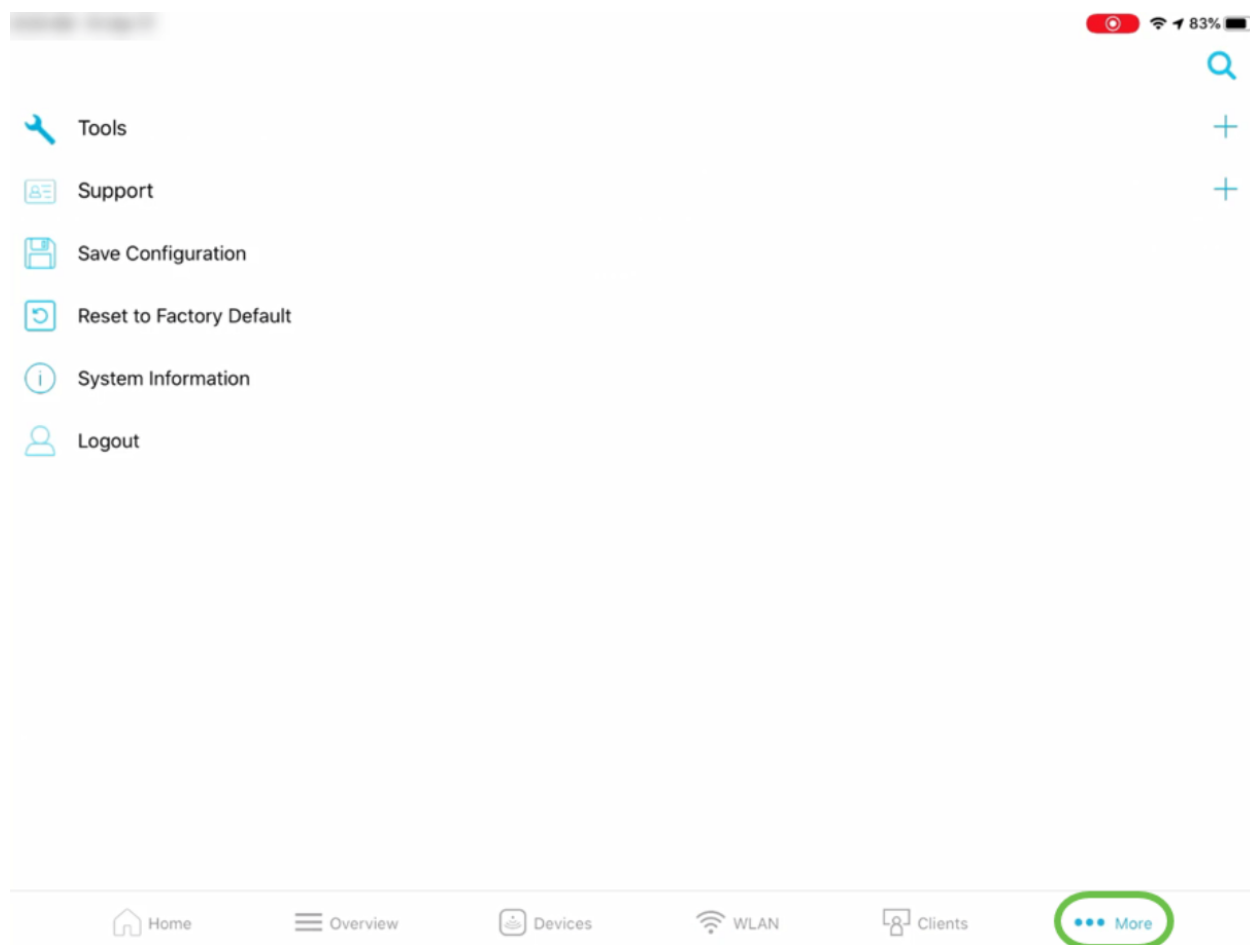 83%
Tools
Support
Save Configuration
Reset to Factory Default
System Information
Logout
Home Overview Devices WLAN Clients More